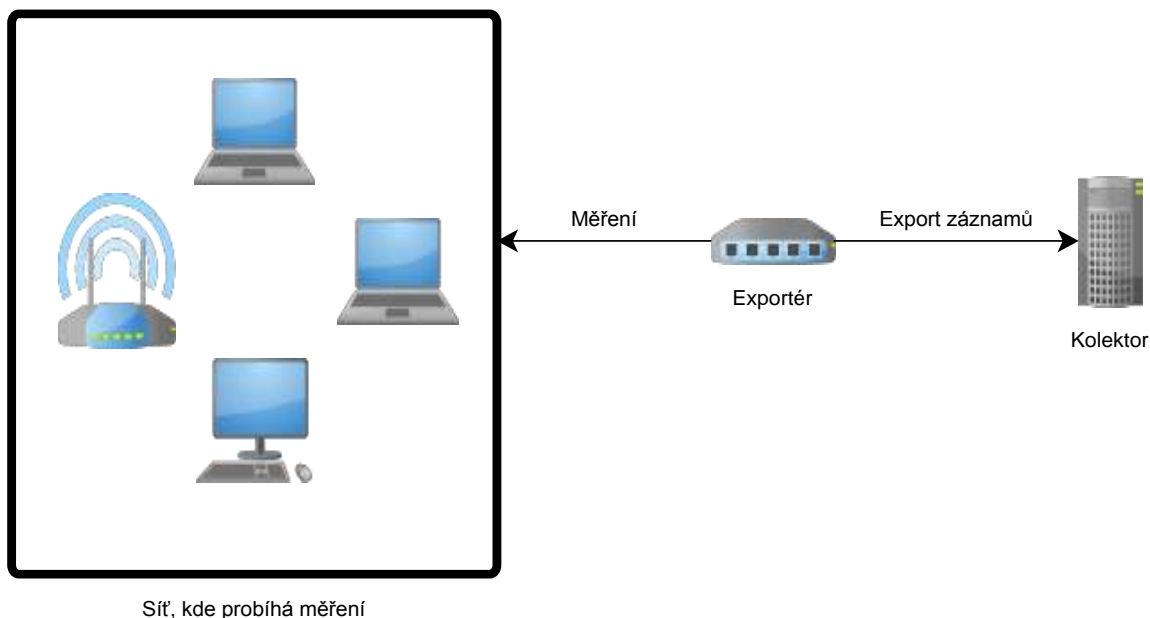 Měření
Export záznamů
Exportér
Kolektor
Síť, kde probíhá měření